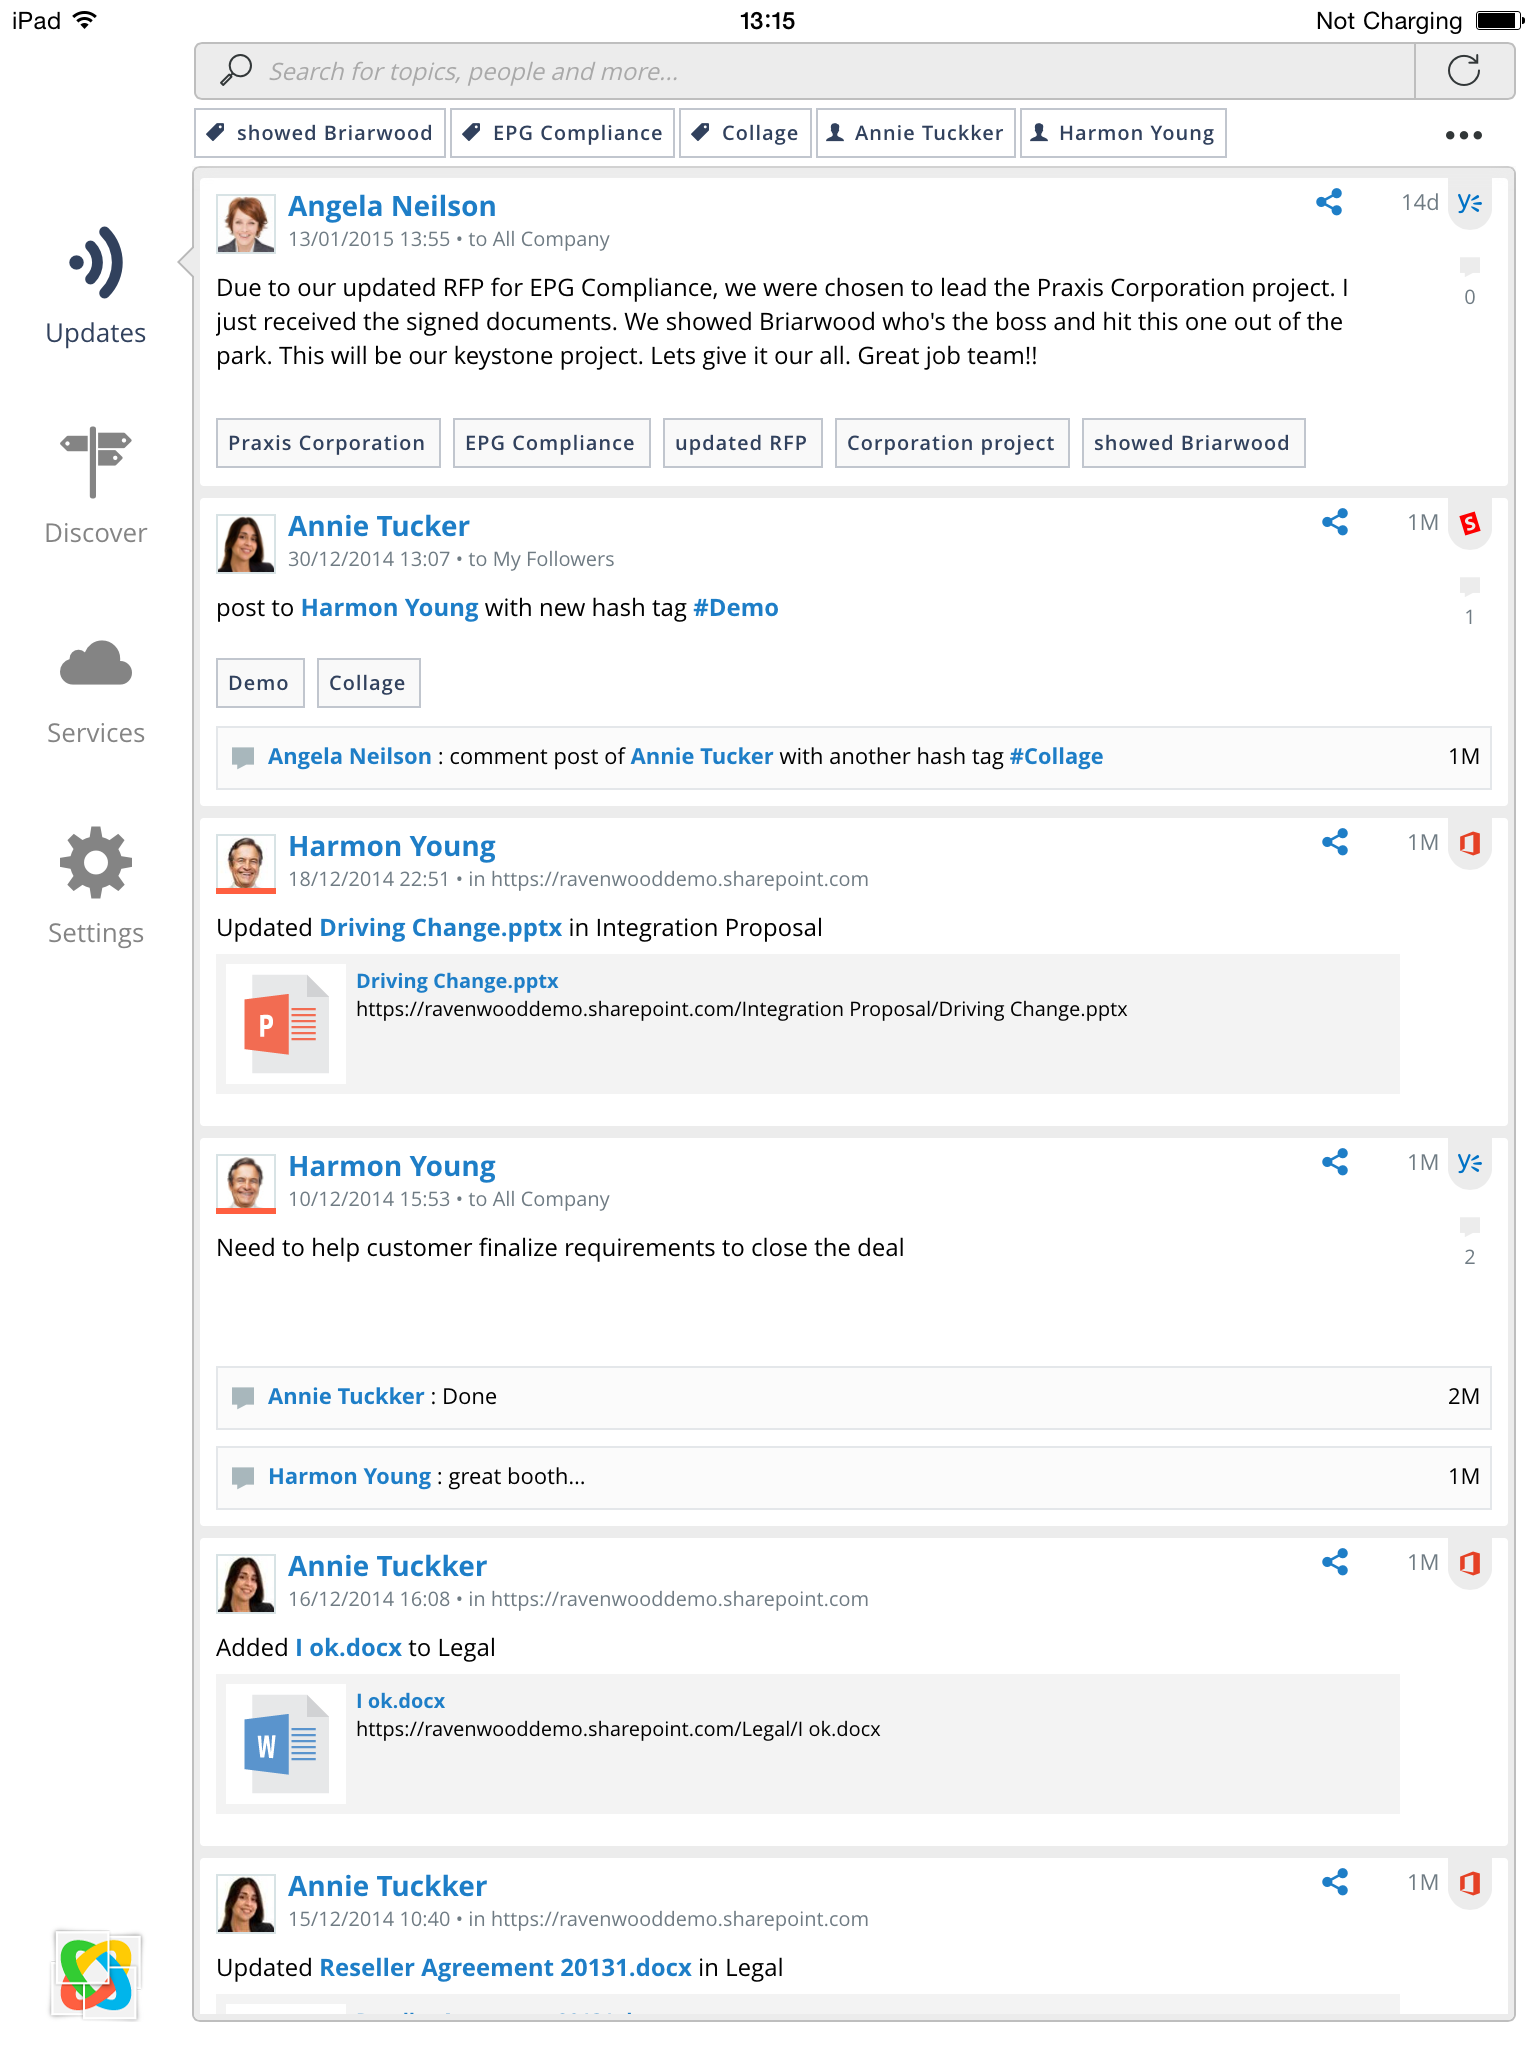 iPad 13:15 Not Charging
Search for topics, people and more...
showed Briarwood EPG Compliance Collage Annie Tuckker Harmon Young
Angela Neilson 14d
13/01/2015 13:55 • to All Company
Due to our updated RFP for EPG Compliance, we were chosen to lead the Praxis Corporation project. I
0
just received the signed documents. We showed Briarwood who's the boss and hit this one out of the
park. This will be our keystone project. Lets give it our all. Great job team!!
Praxis Corporation EPG Compliance updated RFP Corporation project showed Briarwood
Updates
Discover
Services
Settings
Annie Tucker 1M
30/12/2014 13:07 • to My Followers
post to Harmon Young with new hash tag #Demo
1
Demo Collage
Angela Neilson : comment post of Annie Tucker with another hash tag #Collage 1M
Harmon Young 1M
18/12/2014 22:51 • in https://ravenwooddemo.sharepoint.com
Updated Driving Change.pptx in Integration Proposal
P
Driving Change.pptx
https://ravenwooddemo.sharepoint.com/Integration Proposal/Driving Change.pptx
Harmon Young 1M
10/12/2014 15:53 • to All Company
Need to help customer finalize requirements to close the deal
2
Annie Tuckker : Done 2M
Harmon Young : great booth... 1M
Annie Tuckker 1M
16/12/2014 16:08 • in https://ravenwooddemo.sharepoint.com
Added I ok.docx to Legal
W
I ok.docx
https://ravenwooddemo.sharepoint.com/Legal/I ok.docx
Annie Tuckker 1M
15/12/2014 10:40 • in https://ravenwooddemo.sharepoint.com
Updated Reseller Agreement 20131.docx in Legal